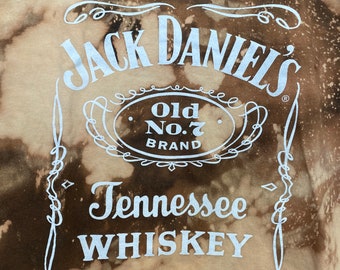 JACK DANIEL'S
®
Old
No.7
BRAND
Tennessee
WHISKEY